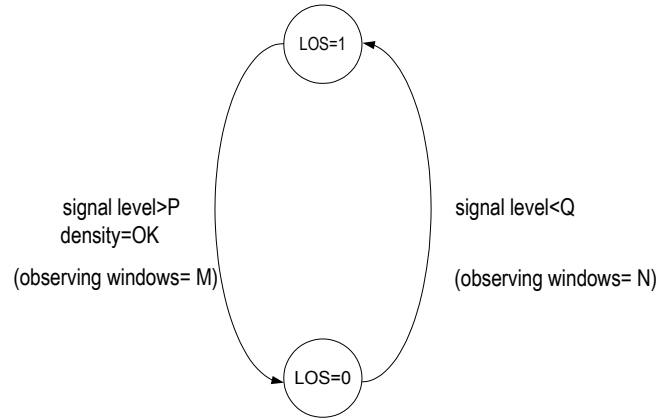 LOS=1
signal level>P
density=OK
(observing windows= M)
signal level<Q
(observing windows= N)
LOS=0